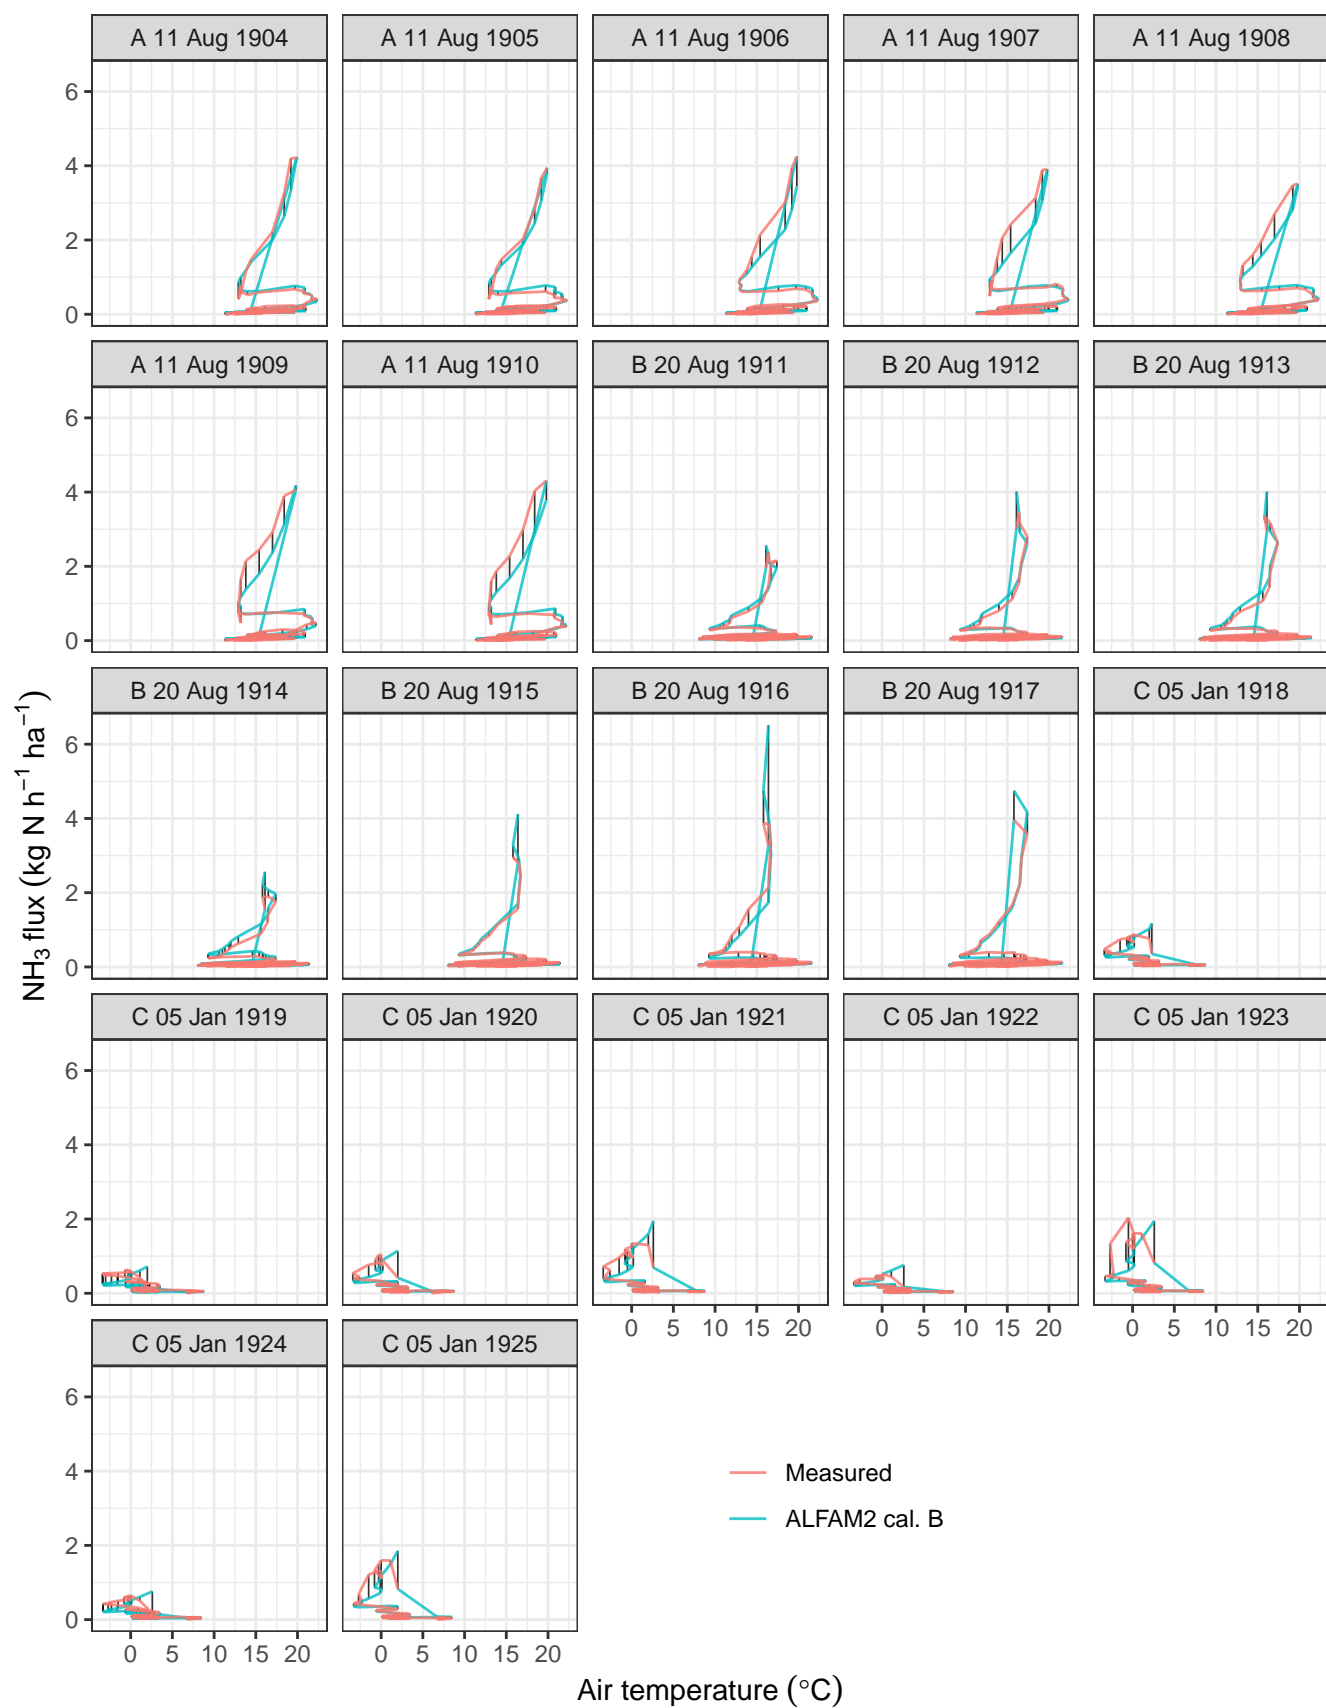 A 11 Aug 1904 A 11 Aug 1905 A 11 Aug 1906 A 11 Aug 1907 A 11 Aug 1908
6
4
2
0
A 11 Aug 1909 A 11 Aug 1910 B 20 Aug 1911 B 20 Aug 1912 B 20 Aug 1913
6
4
2
0
B 20 Aug 1914 B 20 Aug 1915 B 20 Aug 1916 B 20 Aug 1917 C 05 Jan 1918
6
4
2
0
NH₃ flux (kg N h⁻¹ ha⁻¹)
C 05 Jan 1919 C 05 Jan 1920 C 05 Jan 1921 C 05 Jan 1922 C 05 Jan 1923
6
4
2
0
0 5 10 15 20 0 5 10 15 20 0 5 10 15 20
C 05 Jan 1924 C 05 Jan 1925
6
4
2
0
0 5 10 15 20 0 5 10 15 20
Measured
ALFAM2 cal. B
Air temperature (°C)